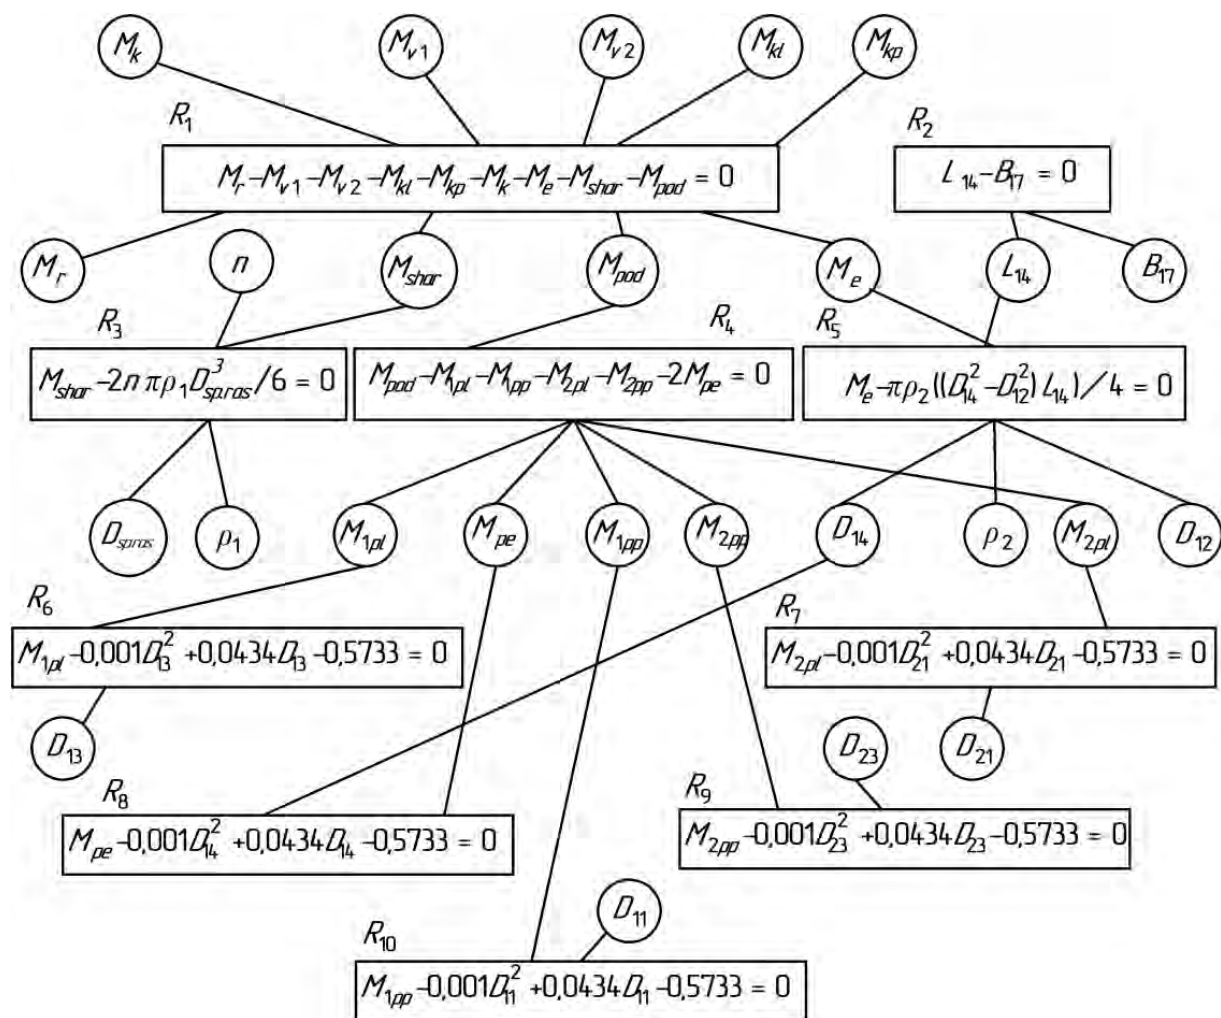 M_k M_v1 M_v2 M_kl M_kp
R_1 R_2
M_r–M_v1–M_v2–M_kl–M_kp–M_k–M_e–M_shar–M_pod = 0
L_14–B_17 = 0
M_r n M_shar M_pod M_e L_14 B_17
R_3 R_4 R_5
M_shar–2nπρ_1D^3_sp.ras/6 = 0
M_pod–M_1pl–M_1pp–M_2pl–M_2pp–2M_pe = 0
M_e–πρ_2((D^2_14–D^2_12)L_14)/4 = 0
D_sp.ras ρ_1 M_1pl M_pe M_1pp M_2pp D_14 ρ_2 M_2pl D_12
R_6 R_7
M_1pl–0,001D^2_13+0,0434D_13–0,5733 = 0
M_2pl–0,001D^2_21+0,0434D_21–0,5733 = 0
D_13 D_23 D_21
R_8 R_9
M_pe–0,001D^2_14+0,0434D_14–0,5733 = 0
M_2pp–0,001D^2_23+0,0434D_23–0,5733 = 0
D_11
R_10
M_1pp–0,001D^2_11+0,0434D_11–0,5733 = 0